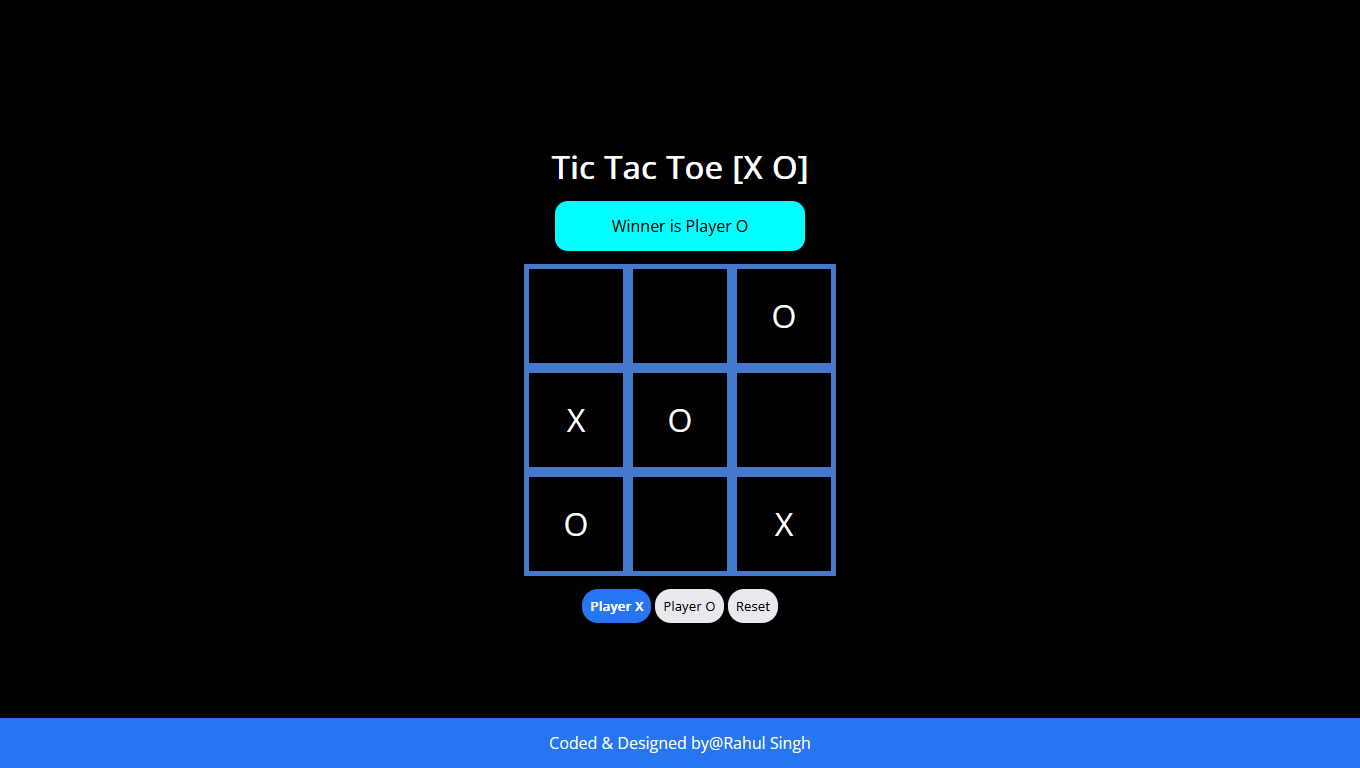 Tic Tac Toe [X O]
Winner is Player O
O
X O
O X
Player X Player O Reset
Coded & Designed by@Rahul Singh